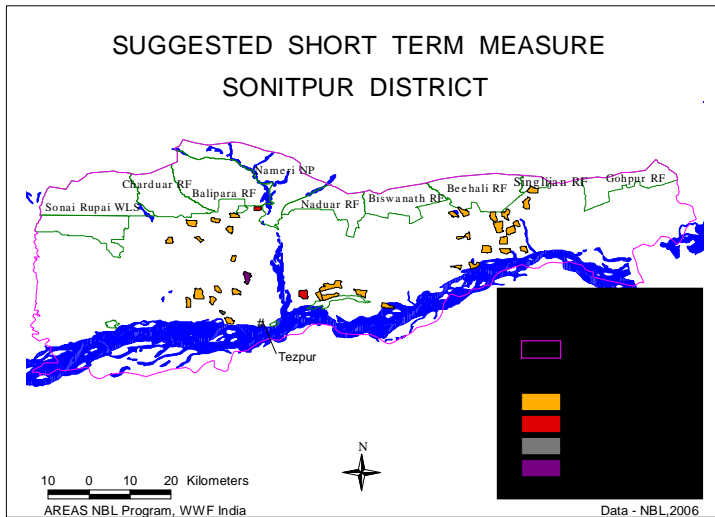 SUGGESTED SHORT TERM MEASURE
SONITPUR DISTRICT
Nameri NP
Charduar RF
Balipara RF
Sonai Rupai WLS
Naduar RF
Biswanath RF
Beehali RF
Singlijan RF
Gohpur RF
#
Tezpur
N
10 0 10 20 Kilometers
AREAS NBL Program, WWF India
Data - NBL,2006